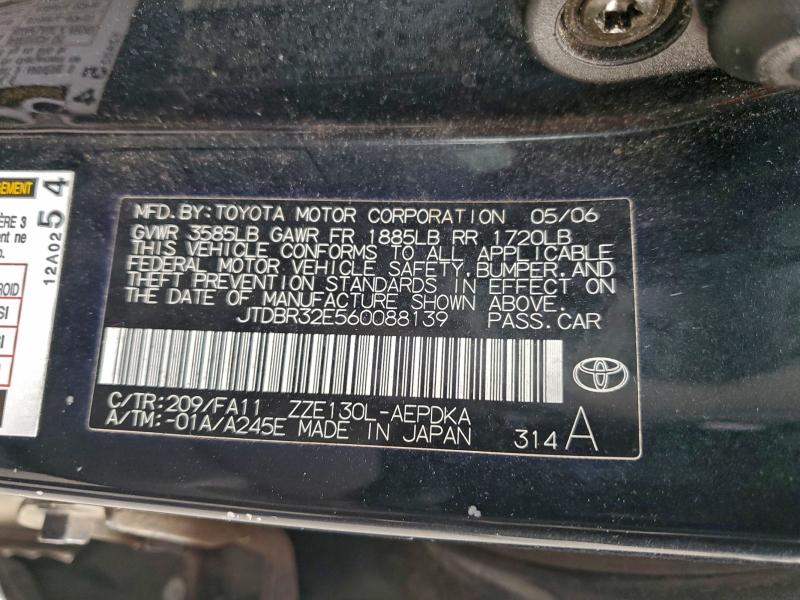 MFD.BY:TOYOTA MOTOR CORPORATION 05/06
GVWR 3585LB GAWR FR 1885LB RR 1720LB
THIS VEHICLE CONFORMS TO ALL APPLICABLE
FEDERAL MOTOR VEHICLE SAFETY,BUMPER,AND
THEFT PREVENTION STANDARDS IN EFFECT ON
THE DATE OF MANUFACTURE SHOWN ABOVE.
JTDBR32E560088139 PASS.CAR
C/TR:209/FA11 ZZE130L-AEPDKA
A/TM:-01A/A245E MADE IN JAPAN 314 A
12A02 54